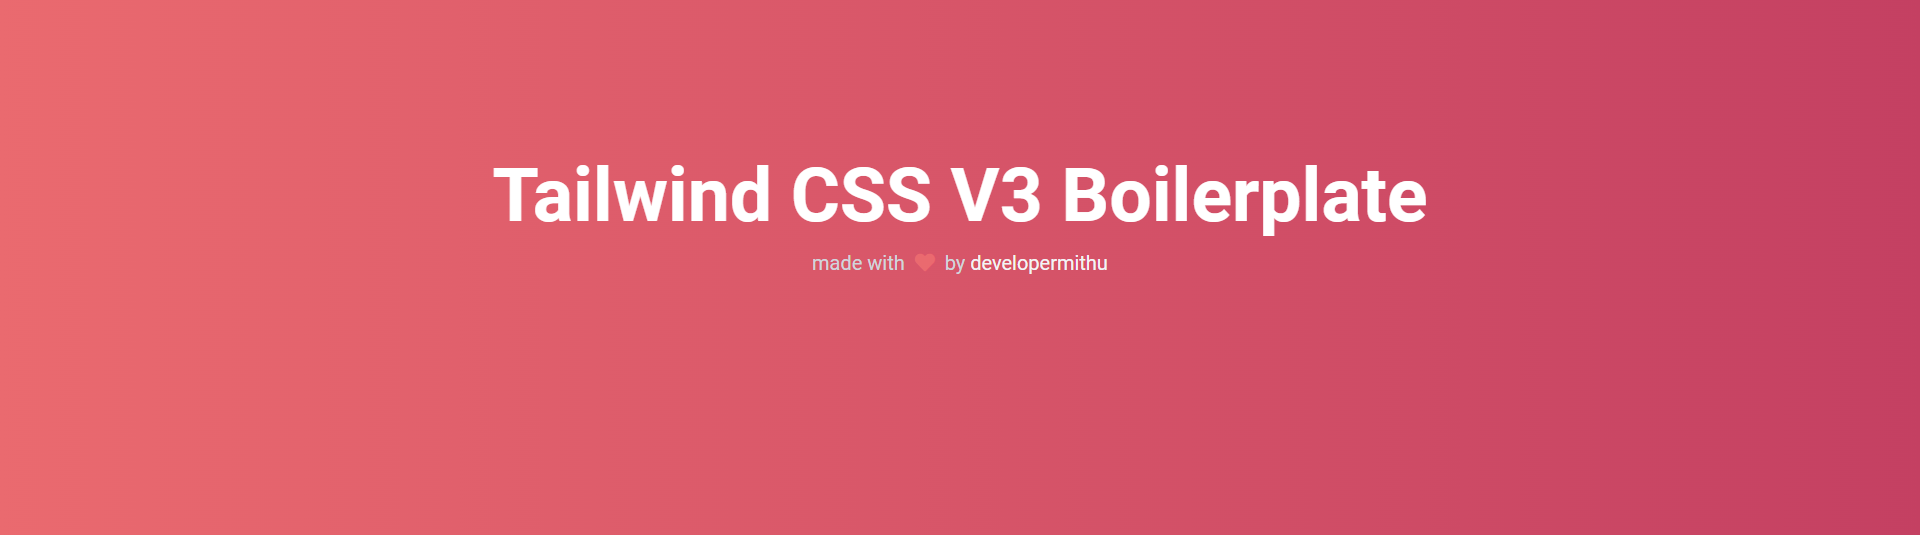 Tailwind CSS V3 Boilerplate
made with ❤ by developermithu